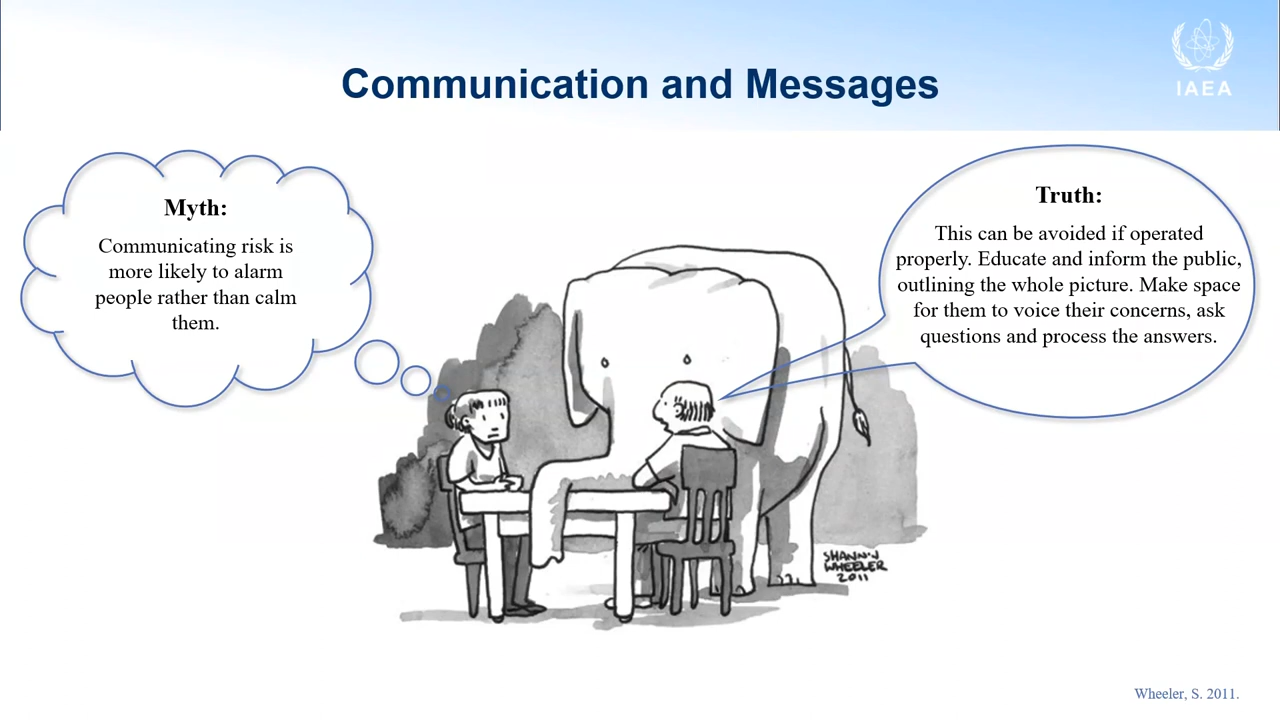 Communication and Messages
IAEA
Myth:
Communicating risk is
more likely to alarm
people rather than calm
them.
Truth:
This can be avoided if operated
properly. Educate and inform the public,
outlining the whole picture. Make space
for them to voice their concerns, ask
questions and process the answers.
SHANNON
WHEELER
2011
Wheeler, S. 2011.